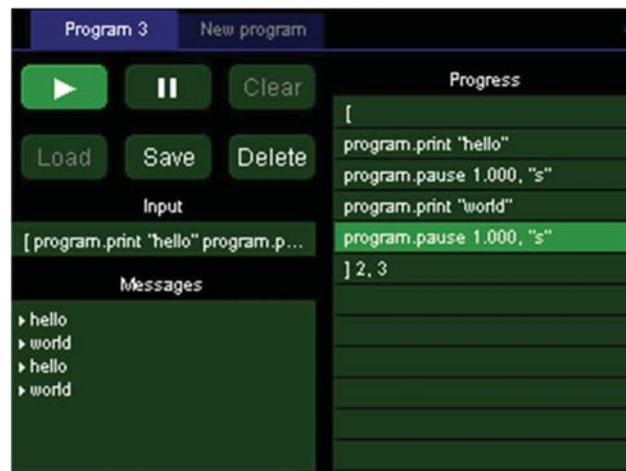 Program 3
New program
Clear
Load
Save
Delete
Input
[ program.print "hello" program.p...
Messages
hello
world
hello
world
Progress
[
program.print "hello"
program.pause 1.000, "s"
program.print "world"
program.pause 1.000, "s"
] 2, 3